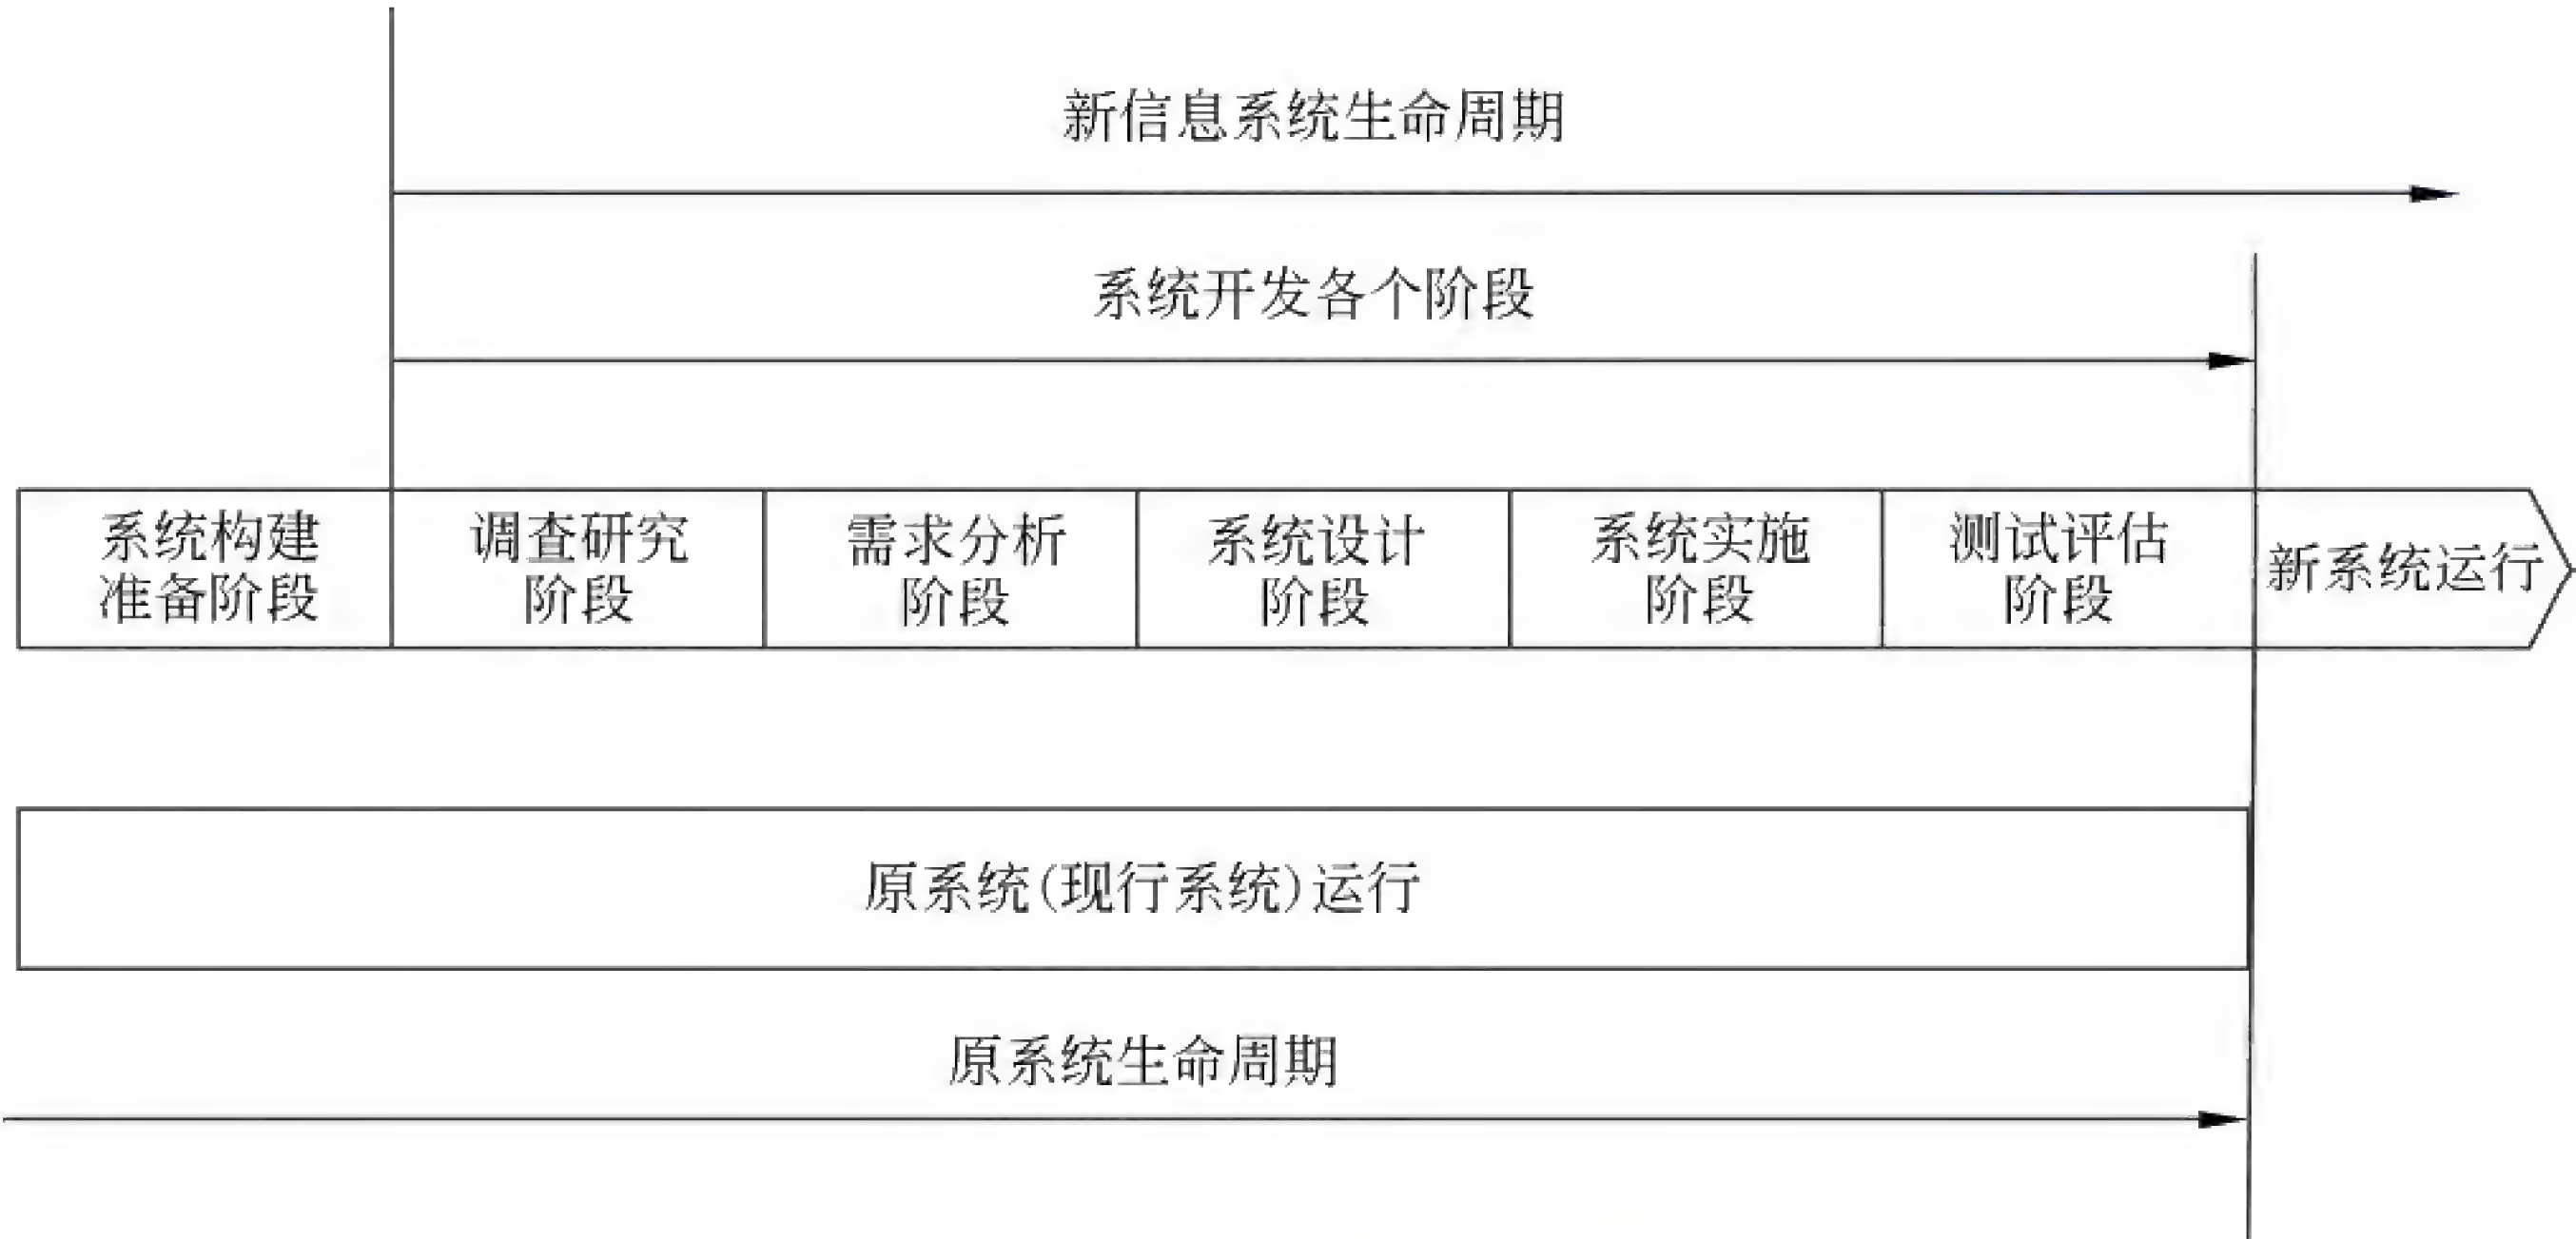 新信息系统生命周期
系统开发各个阶段
系统构建
准备阶段
调查研究
阶段
需求分析
阶段
系统设计
阶段
系统实施
阶段
测试评估
阶段
新系统运行
原系统(现行系统)运行
原系统生命周期